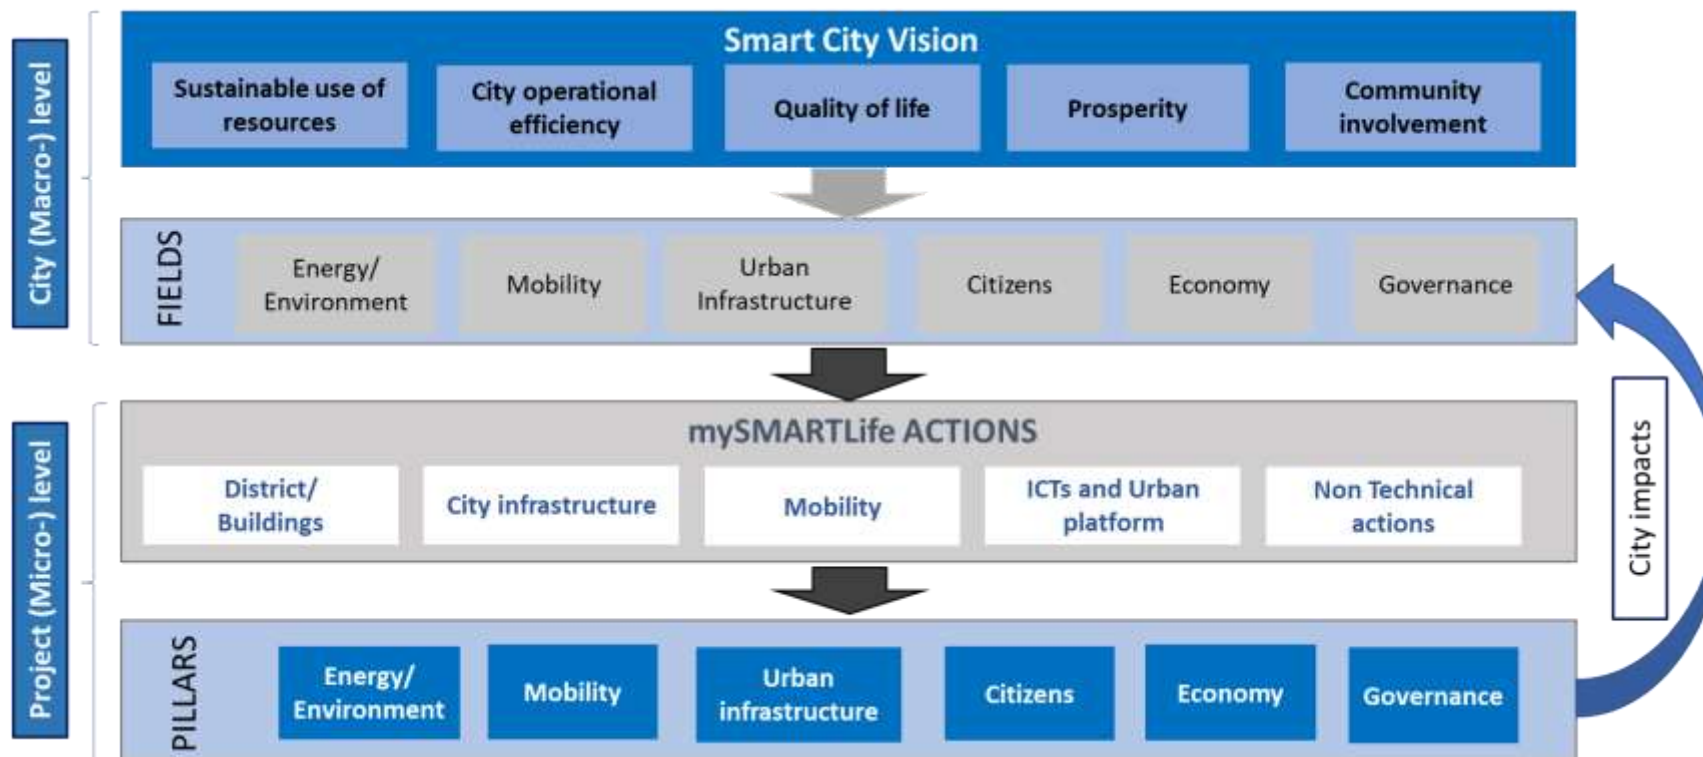 City (Macro-) level
Smart City Vision
Sustainable use of
resources
City operational
efficiency
Quality of life
Prosperity
Community
involvement
FIELDS
Energy/
Environment
Mobility
Urban
Infrastructure
Citizens
Economy
Governance
Project (Micro-) level
mySMARTLife ACTIONS
District/
Buildings
City infrastructure
Mobility
ICTs and Urban
platform
Non Technical
actions
City impacts
PILLARS
Energy/
Environment
Mobility
Urban
infrastructure
Citizens
Economy
Governance